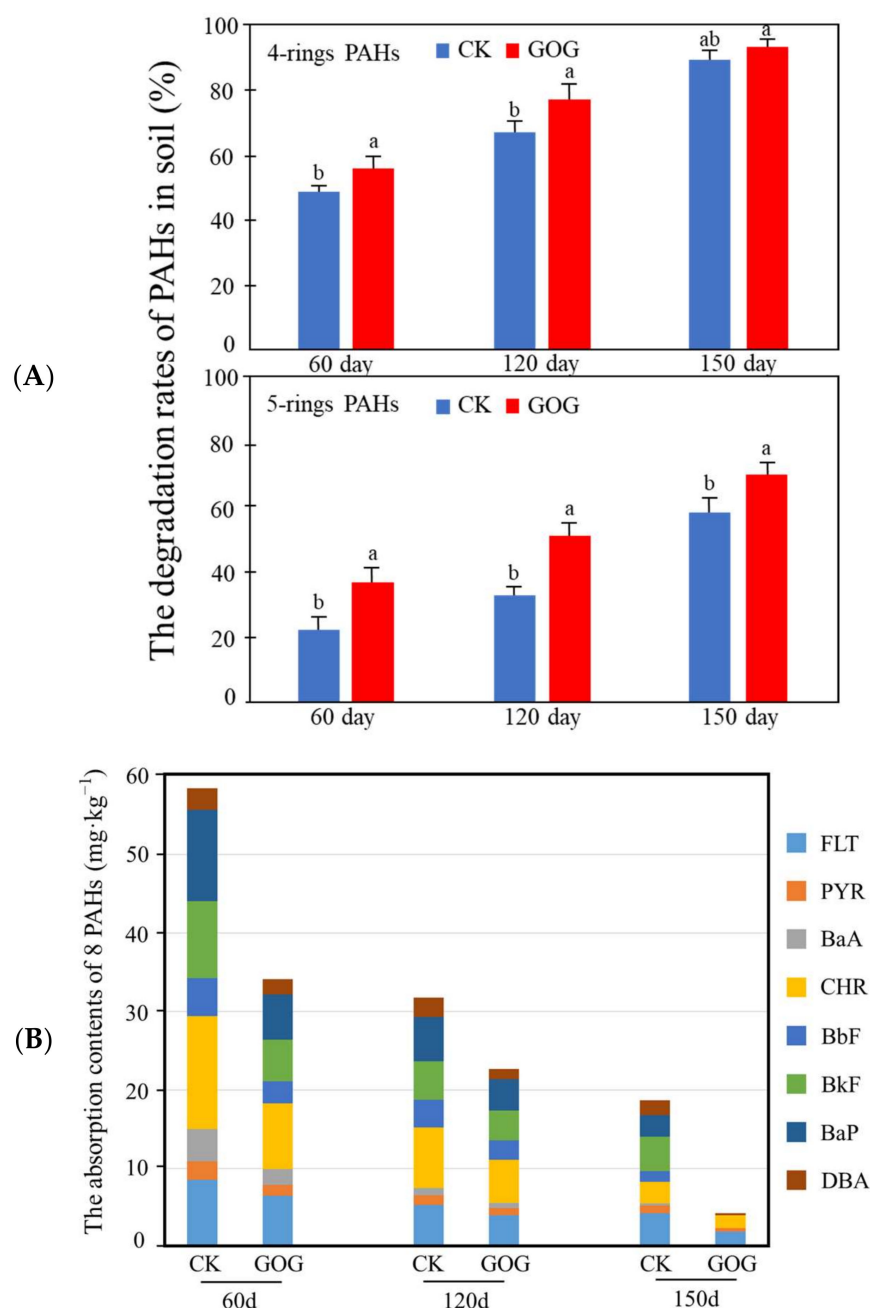 (A)
The degradation rates of PAHs in soil (%)
100
80
60
40
20
0
4-rings PAHs CK GOG
b a b a ab a
60 day 120 day 150 day
100
80
60
40
20
0
5-rings PAHs CK GOG
b a b a b a
60 day 120 day 150 day
(B)
The absorption contents of 8 PAHs (mg·kg⁻¹)
60
50
40
30
20
10
0
CK GOG CK GOG CK GOG
60d 120d 150d
FLT
PYR
BaA
CHR
BbF
BkF
BaP
DBA